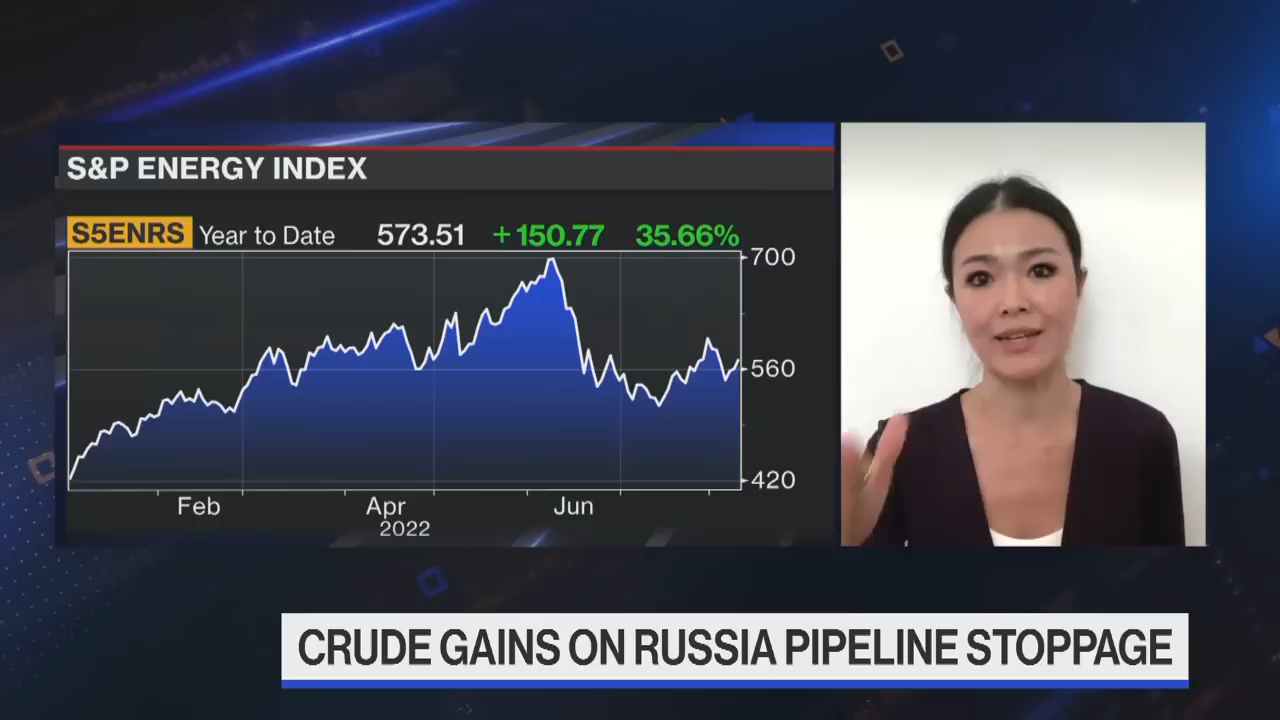 S&P ENERGY INDEX
S5ENRS Year to Date 573.51 +150.77 35.66%
700
560
420
Feb Apr Jun
2022
CRUDE GAINS ON RUSSIA PIPELINE STOPPAGE